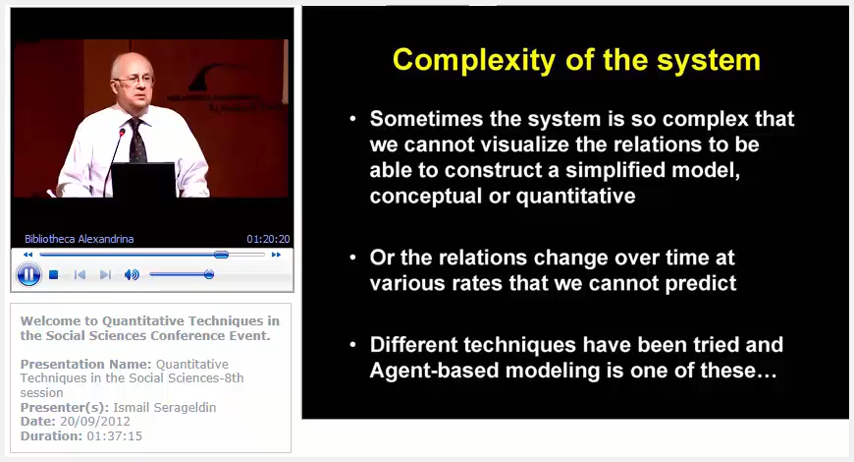 Complexity of the system
• Sometimes the system is so complex that
we cannot visualize the relations to be
able to construct a simplified model,
conceptual or quantitative
• Or the relations change over time at
various rates that we cannot predict
• Different techniques have been tried and
Agent-based modeling is one of these...
Bibliotheca Alexandrina 01:20:20
Welcome to Quantitative Techniques in
the Social Sciences Conference Event.
Presentation Name: Quantitative
Techniques in the Social Sciences-8th
session
Presenter(s): Ismail Serageldin
Date: 20/09/2012
Duration: 01:37:15